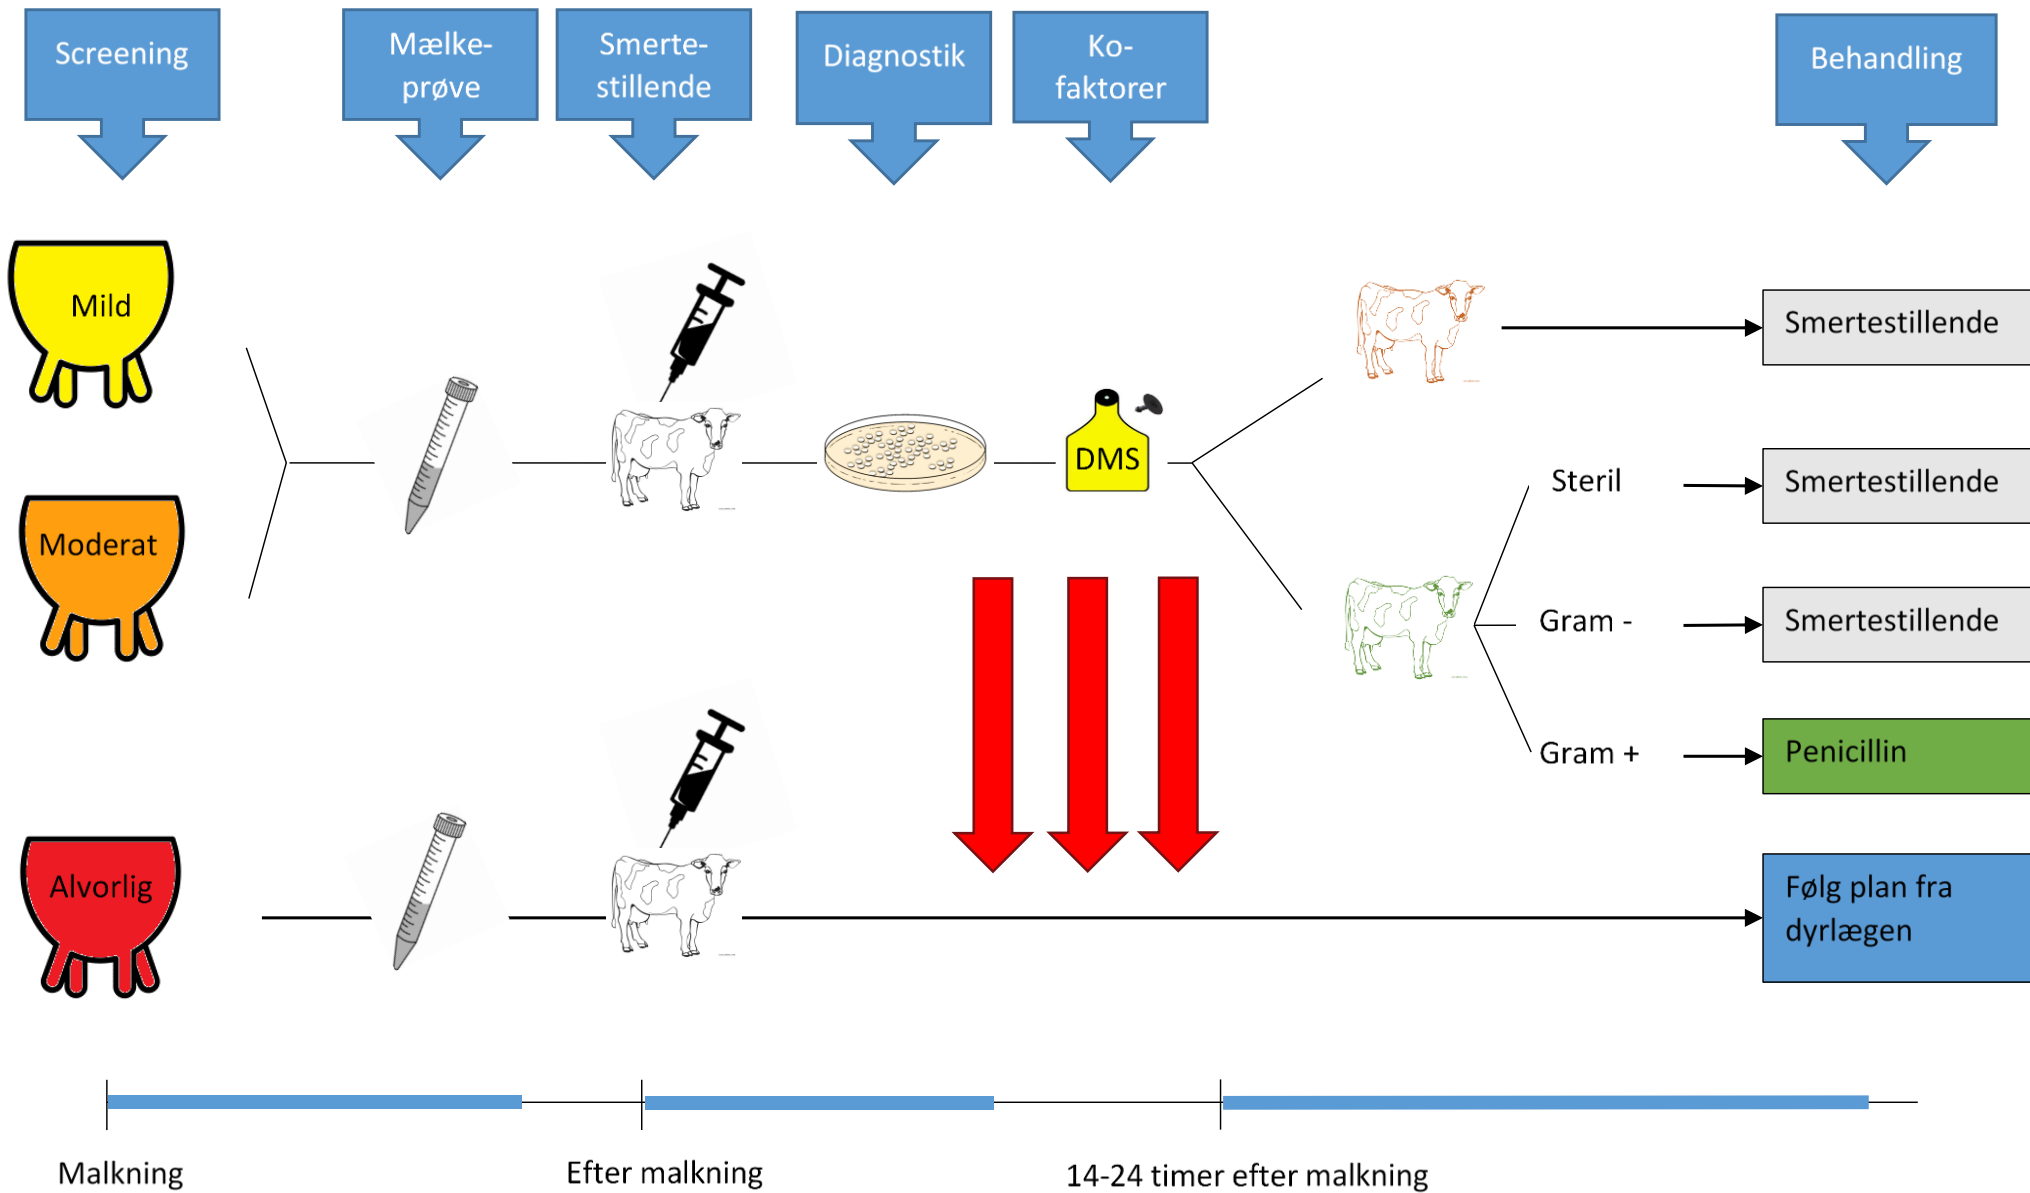 Screening
Mælke-
prøve
Smerte-
stillende
Diagnostik
Ko-
faktorer
Behandling
Mild
Moderat
Alvorlig
DMS
Steril
Gram -
Gram +
Smertestillende
Smertestillende
Smertestillende
Penicillin
Følg plan fra
dyrlægen
Malkning
Efter malkning
14-24 timer efter malkning